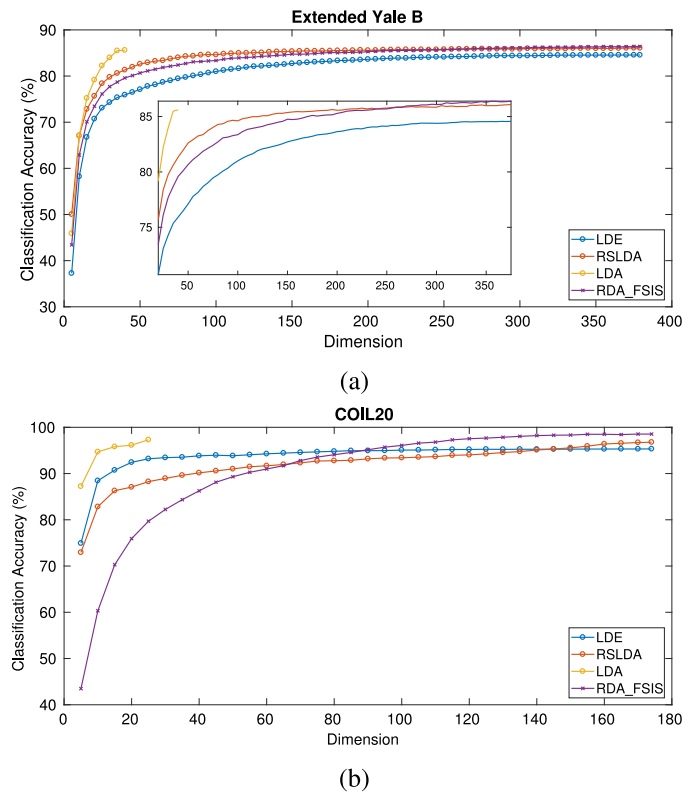 Extended Yale B
Classification Accuracy (%)
90
80
70
60
50
40
30
85
80
75
50 100 150 200 250 300 350
LDE
RSLDA
LDA
RDA_FSIS
0 50 100 150 200 250 300 350 400
Dimension
(a)
COIL20
Classification Accuracy (%)
100
90
80
70
60
50
40
LDE
RSLDA
LDA
RDA_FSIS
0 20 40 60 80 100 120 140 160 180
Dimension
(b)